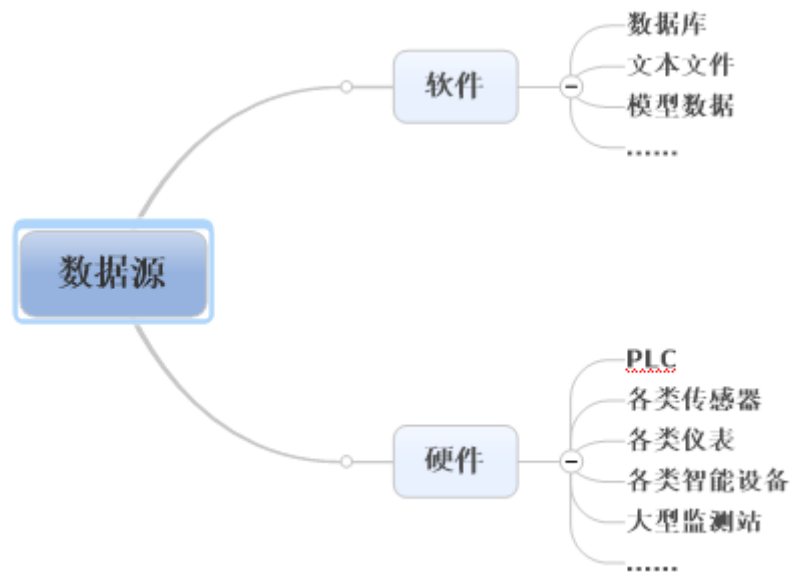 数据源
软件
数据库
文本文件
模型数据
......
硬件
PLC
各类传感器
各类仪表
各类智能设备
大型监测站
......